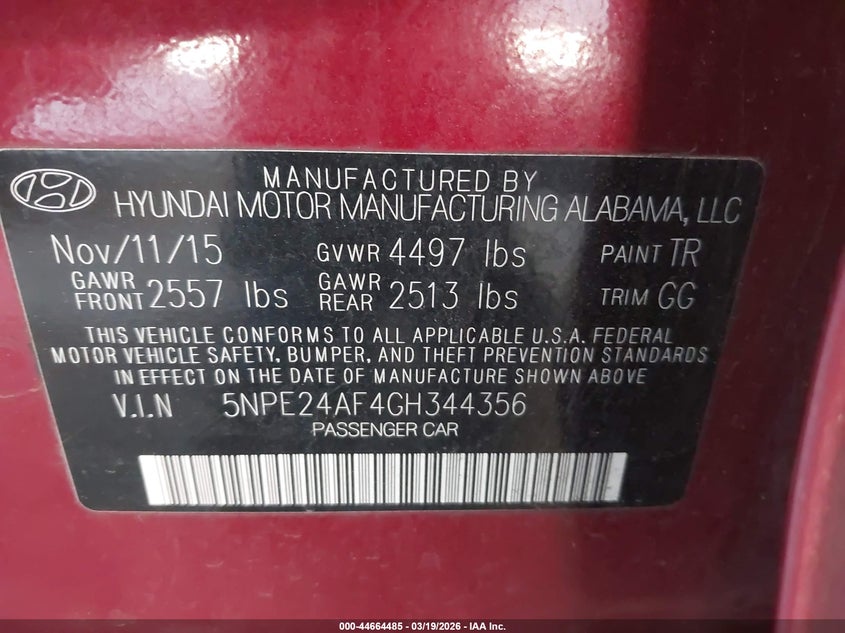 MANUFACTURED BY
HYUNDAI MOTOR MANUFACTURING ALABAMA, LLC
Nov/11/15 GVWR 4497 lbs PAINT TR
GAWR FRONT 2557 lbs GAWR REAR 2513 lbs TRIM GG
THIS VEHICLE CONFORMS TO ALL APPLICABLE U.S.A. FEDERAL
MOTOR VEHICLE SAFETY, BUMPER, AND THEFT PREVENTION STANDARDS
IN EFFECT ON THE DATE OF MANUFACTURE SHOWN ABOVE
V.I.N 5NPE24AF4GH344356
PASSENGER CAR
000-44664485 - 03/19/2026 - IAA Inc.